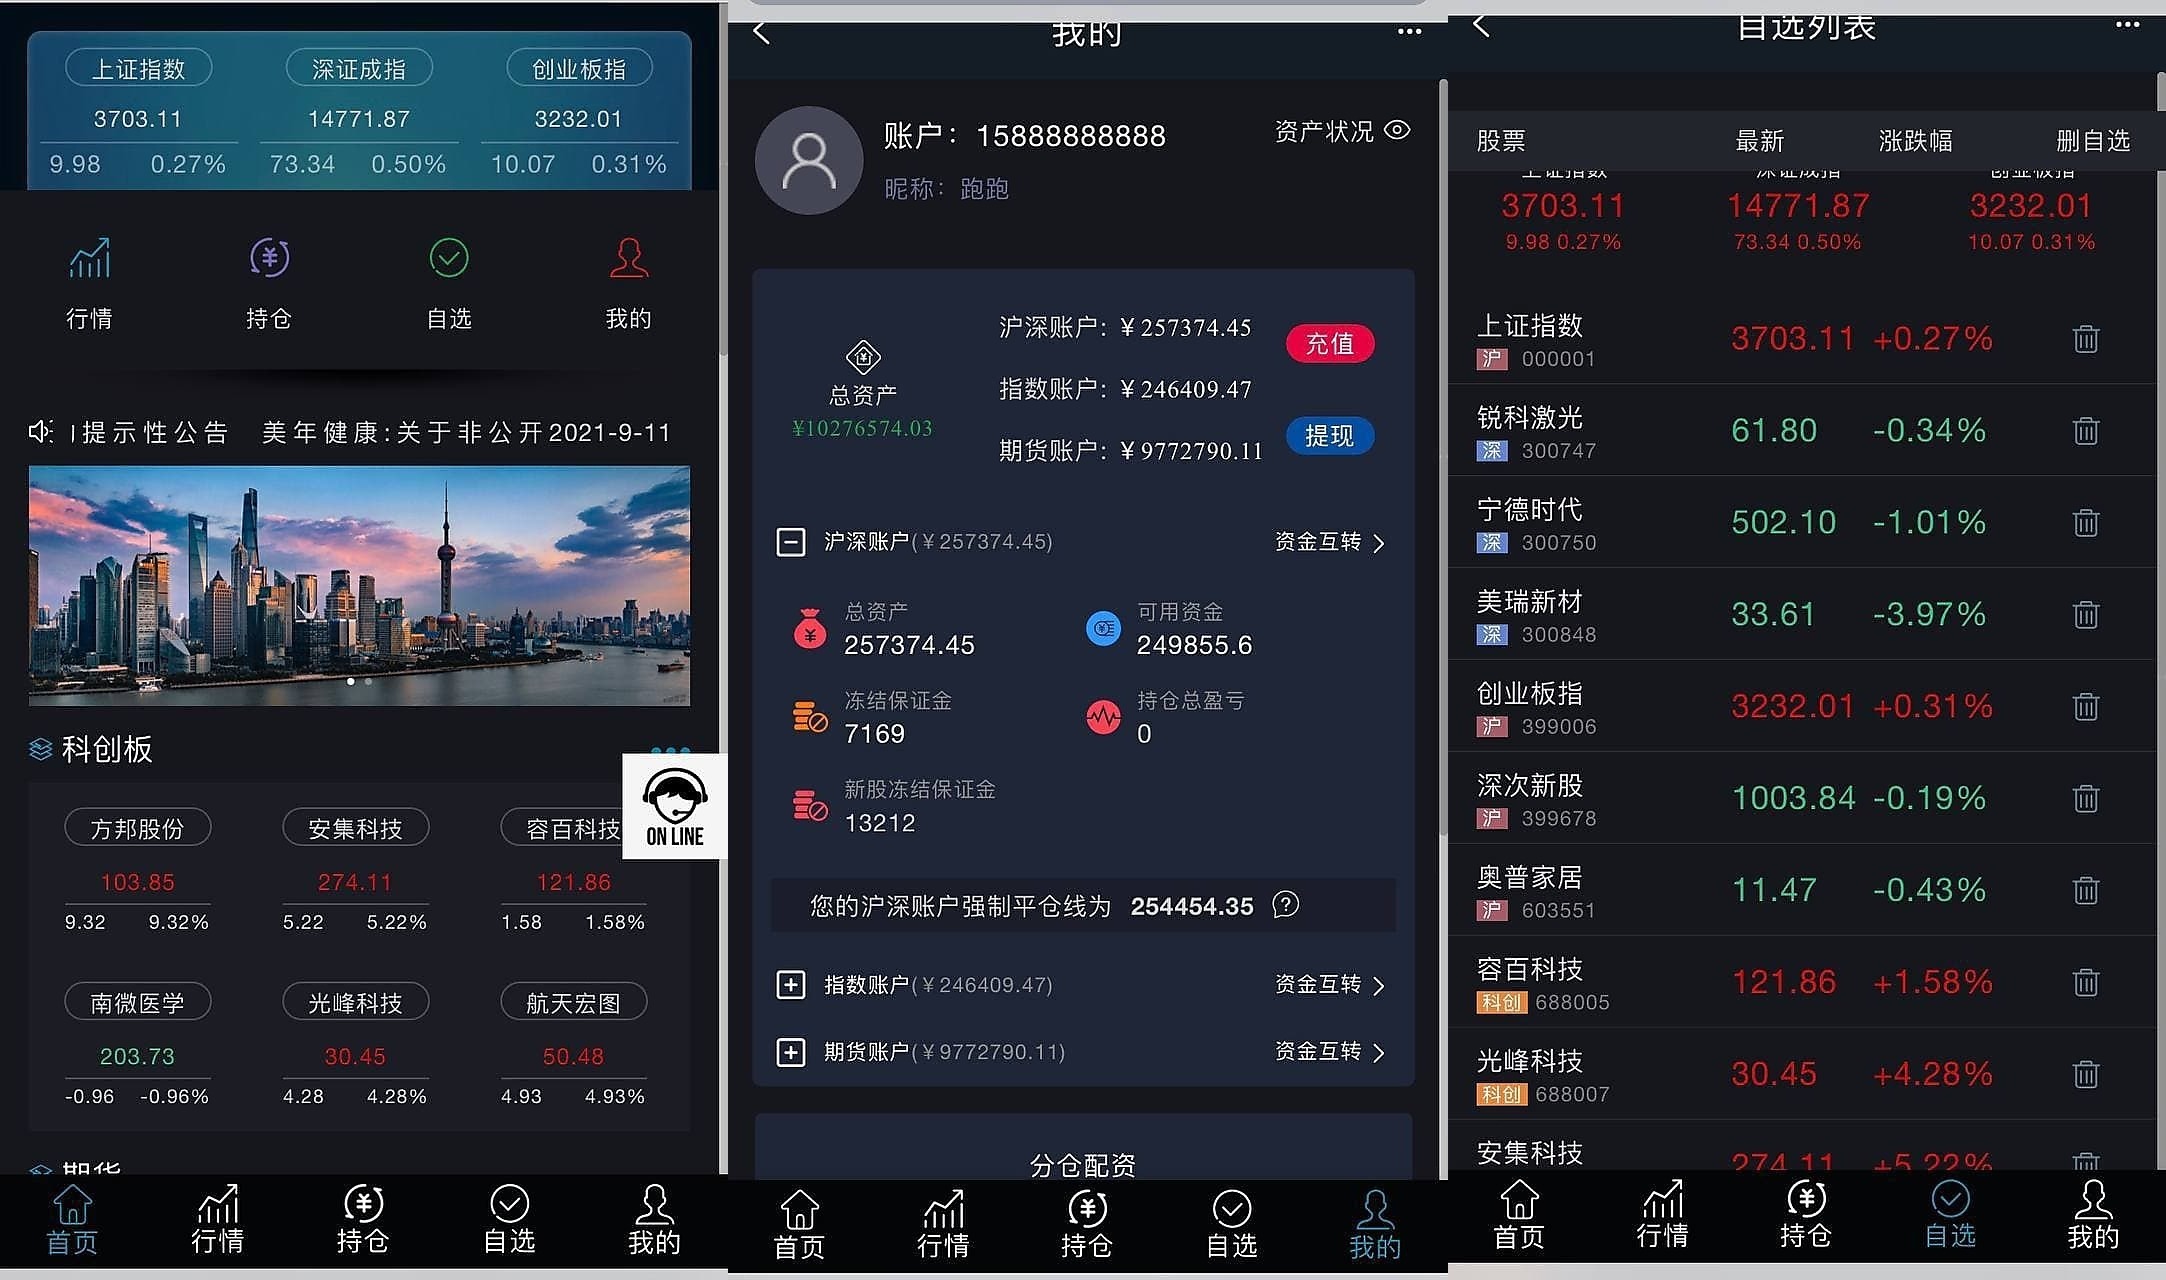 上证指数 深证成指 创业板指
3703.11 14771.87 3232.01
9.98 0.27% 73.34 0.50% 10.07 0.31%
行情 持仓 自选 我的
提示性公告 美年健康:关于非公开2021-9-11
科创板
ON LINE
方邦股份 安集科技 容百科技
103.85 274.11 121.86
9.32 9.32% 5.22 5.22% 1.58 1.58%
南微医学 光峰科技 航天宏图
203.73 30.45 50.48
-0.96 -0.96% 4.28 4.28% 4.93 4.93%
期货
首页 行情 持仓 自选 我的
我的
账户：15888888888
资产状况
昵称：跑跑
总资产
¥10276574.03
沪深账户:￥257374.45
充值
指数账户:￥246409.47
提现
期货账户:￥9772790.11
沪深账户(￥257374.45) 资金互转
总资产 可用资金
257374.45 249855.6
冻结保证金 持仓总盈亏
7169 0
新股冻结保证金
13212
您的沪深账户强制平仓线为 254454.35
指数账户(￥246409.47) 资金互转
期货账户(￥9772790.11) 资金互转
分仓配资
首页 行情 持仓 自选 我的
自选列表
股票 最新 涨跌幅 删自选
上证指数 深证成指 创业板指
3703.11 14771.87 3232.01
9.98 0.27% 73.34 0.50% 10.07 0.31%
上证指数 3703.11 +0.27%
沪 000001
锐科激光 61.80 -0.34%
深 300747
宁德时代 502.10 -1.01%
深 300750
美瑞新材 33.61 -3.97%
深 300848
创业板指 3232.01 +0.31%
沪 399006
深次新股 1003.84 -0.19%
沪 399678
奥普家居 11.47 -0.43%
沪 603551
容百科技 121.86 +1.58%
科创 688005
光峰科技 30.45 +4.28%
科创 688007
安集科技 274.11 +5.22%
首页 行情 持仓 自选 我的